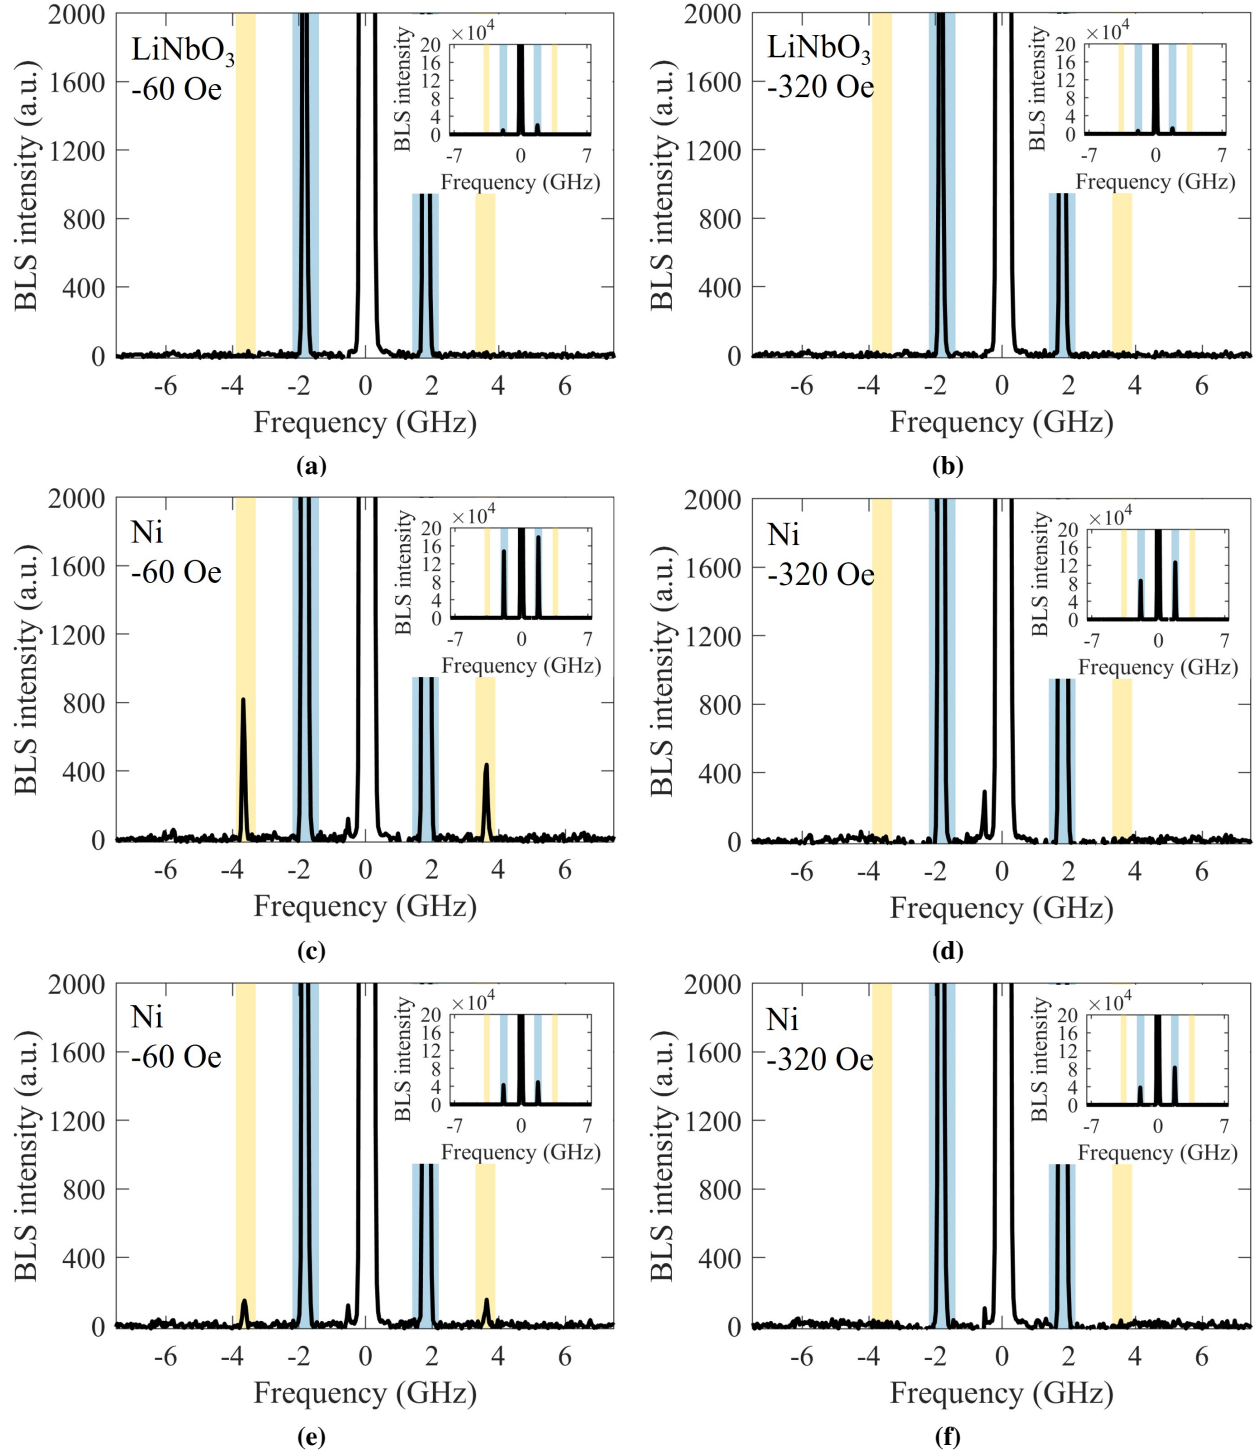 LiNbO3
-60 Oe
BLS intensity (a.u.)
2000
1600
1200
800
400
0
-6 -4 -2 0 2 4 6
Frequency (GHz)
×10^4
BLS intensity
20
16
12
8
4
0
-7 0 7
Frequency (GHz)
(a)
LiNbO3
-320 Oe
BLS intensity (a.u.)
2000
1600
1200
800
400
0
-6 -4 -2 0 2 4 6
Frequency (GHz)
×10^4
BLS intensity
20
16
12
8
4
0
-7 0 7
Frequency (GHz)
(b)
Ni
-60 Oe
BLS intensity (a.u.)
2000
1600
1200
800
400
0
-6 -4 -2 0 2 4 6
Frequency (GHz)
×10^4
BLS intensity
20
16
12
8
4
0
-7 0 7
Frequency (GHz)
(c)
Ni
-320 Oe
BLS intensity (a.u.)
2000
1600
1200
800
400
0
-6 -4 -2 0 2 4 6
Frequency (GHz)
×10^4
BLS intensity
20
16
12
8
4
0
-7 0 7
Frequency (GHz)
(d)
Ni
-60 Oe
BLS intensity (a.u.)
2000
1600
1200
800
400
0
-6 -4 -2 0 2 4 6
Frequency (GHz)
×10^4
BLS intensity
20
16
12
8
4
0
-7 0 7
Frequency (GHz)
(e)
Ni
-320 Oe
BLS intensity (a.u.)
2000
1600
1200
800
400
0
-6 -4 -2 0 2 4 6
Frequency (GHz)
×10^4
BLS intensity
20
16
12
8
4
0
-7 0 7
Frequency (GHz)
(f)